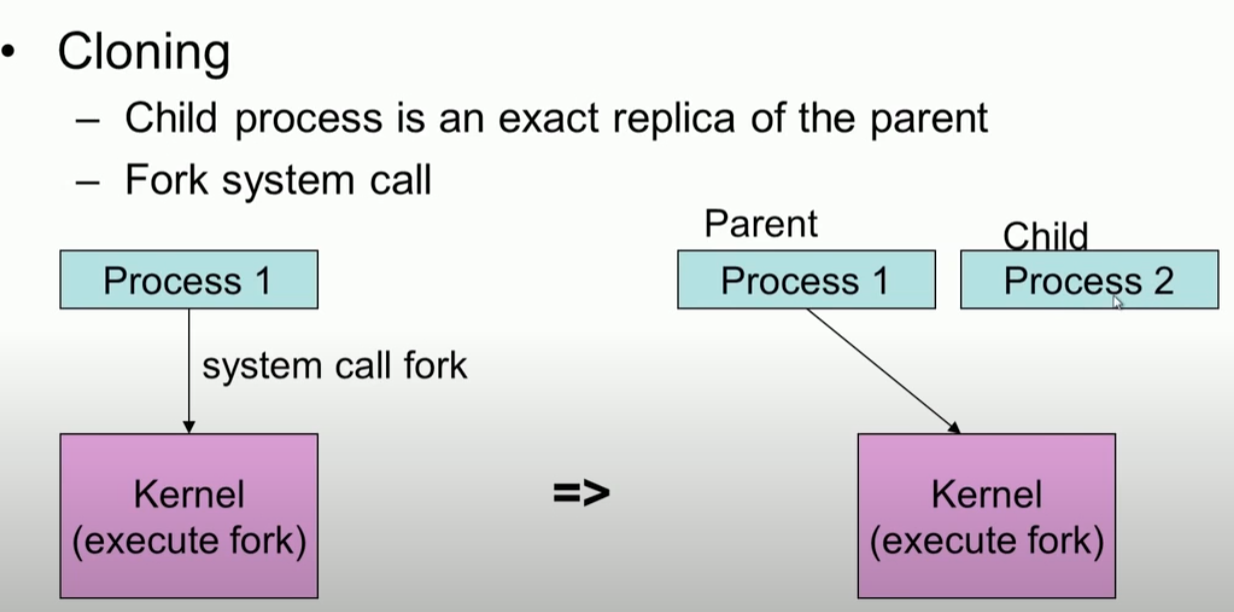 • Cloning
– Child process is an exact replica of the parent
– Fork system call
Process 1
system call fork
Kernel
(execute fork)
=>
Parent
Child
Process 1
Process 2
Kernel
(execute fork)